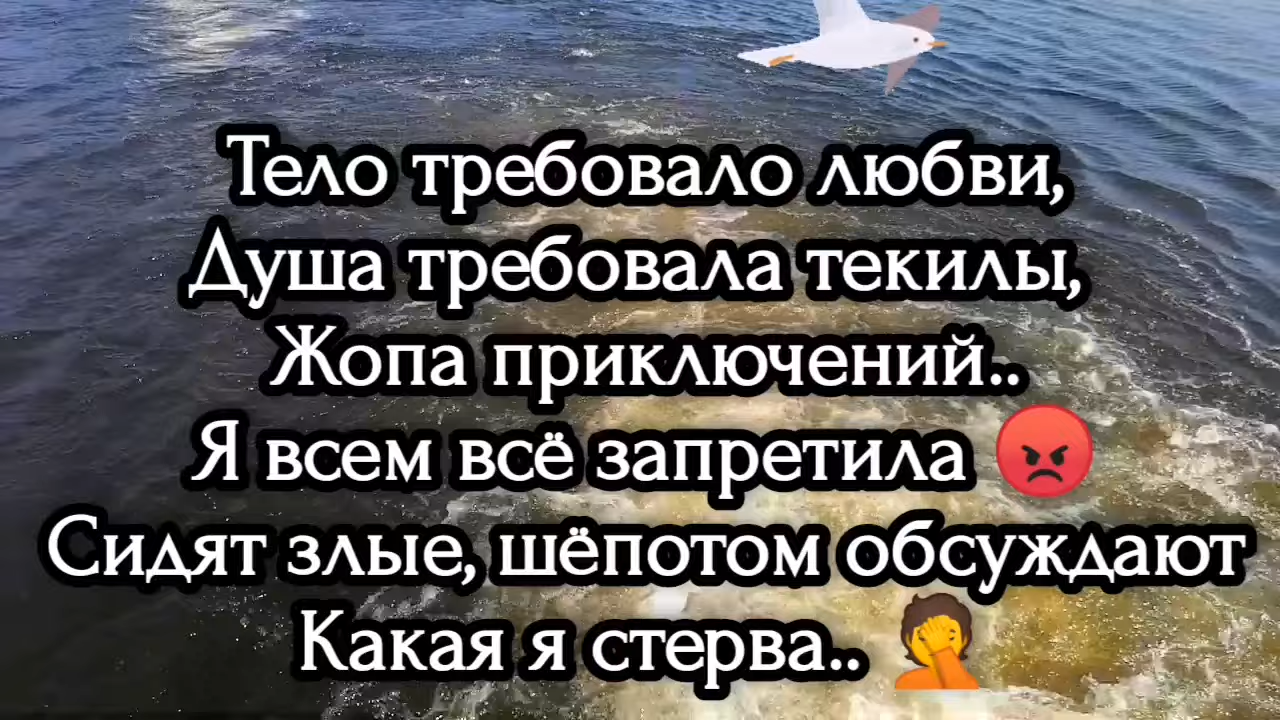 Тело требовало любви,
Душа требовала текилы,
Жопа приключений..
Я всем всё запретила 😡
Сидят злые, шёпотом обсуждают
Какая я стерва.. 🤦